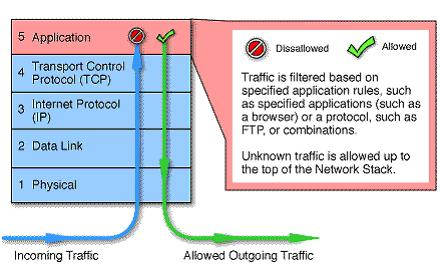 5 Application
4 Transport Control
Protocol (TCP)
3 Internet Protocol
(IP)
2 Data Link
1 Physical
Disallowed
Allowed
Traffic is filtered based on
specified application rules, such
as specified applications (such as
a browser) or a protocol, such as
FTP, or combinations.
Unknown traffic is allowed up to
the top of the Network Stack.
Incoming Traffic
Allowed Outgoing Traffic